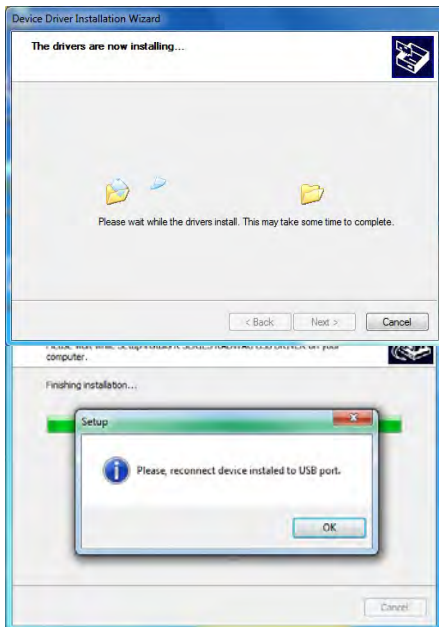 Device Driver Installation Wizard
The drivers are now installing...
Please wait while the drivers install. This may take some time to complete.
< Back
Next >
Cancel
computer.
Finishing installation...
Setup
Please, reconnect device instaled to USB port.
OK
Cancel